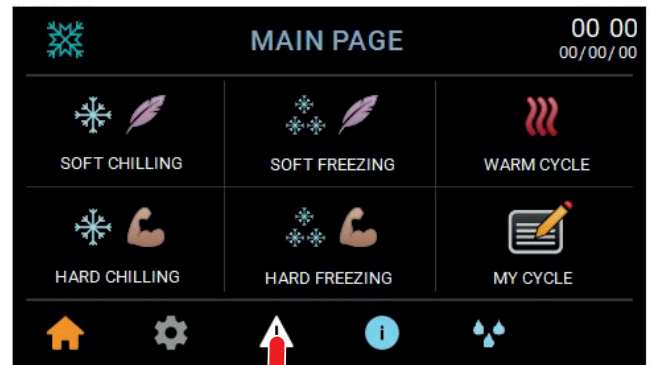 MAIN PAGE
00 00
00/00/00
SOFT CHILLING
SOFT FREEZING
WARM CYCLE
HARD CHILLING
HARD FREEZING
MY CYCLE
i